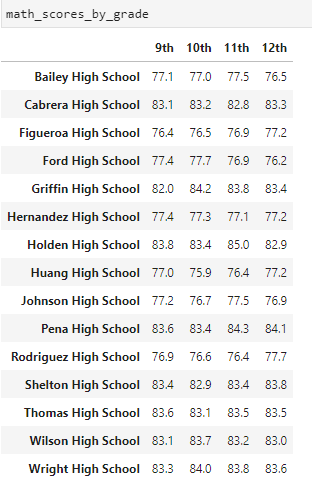 math_scores_by_grade
9th 10th 11th 12th
Bailey High School 77.1 77.0 77.5 76.5
Cabrera High School 83.1 83.2 82.8 83.3
Figueroa High School 76.4 76.5 76.9 77.2
Ford High School 77.4 77.7 76.9 76.2
Griffin High School 82.0 84.2 83.8 83.4
Hernandez High School 77.4 77.3 77.1 77.2
Holden High School 83.8 83.4 85.0 82.9
Huang High School 77.0 75.9 76.4 77.2
Johnson High School 77.2 76.7 77.5 76.9
Pena High School 83.6 83.4 84.3 84.1
Rodriguez High School 76.9 76.6 76.4 77.7
Shelton High School 83.4 82.9 83.4 83.8
Thomas High School 83.6 83.1 83.5 83.5
Wilson High School 83.1 83.7 83.2 83.0
Wright High School 83.3 84.0 83.8 83.6